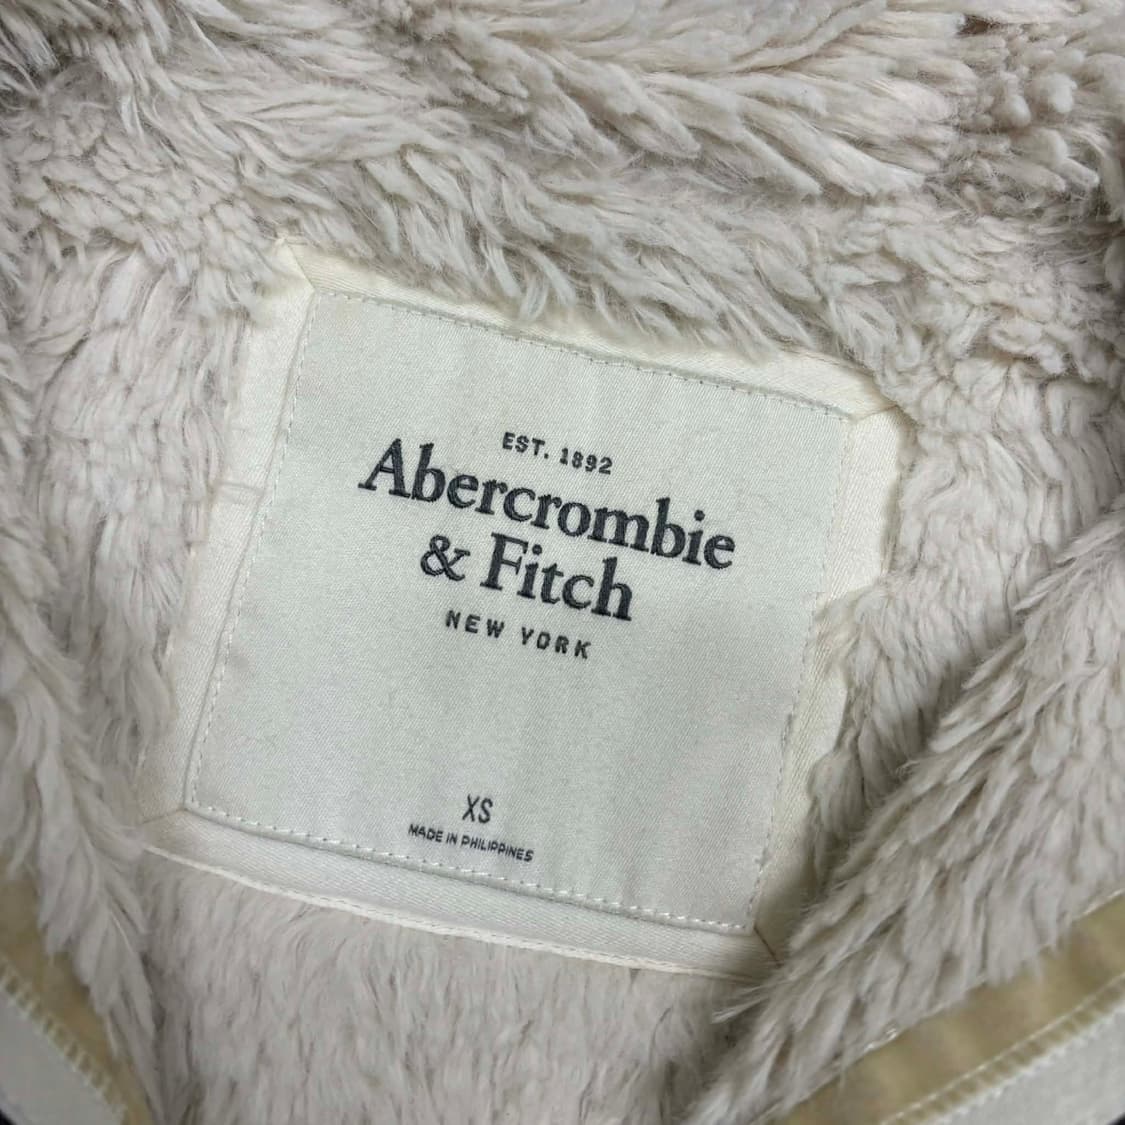 EST. 1892
Abercrombie
& Fitch
NEW YORK
XS
MADE IN PHILIPPINES